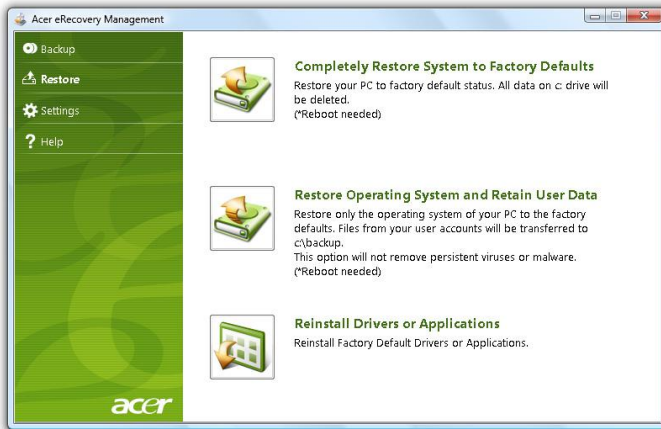 Acer eRecovery Management
Backup
Restore
Settings
Help
Completely Restore System to Factory Defaults
Restore your PC to factory default status. All data on c: drive will
be deleted.
(*Reboot needed)
Restore Operating System and Retain User Data
Restore only the operating system of your PC to the factory
defaults. Files from your user accounts will be transferred to
c:\backup.
This option will not remove persistent viruses or malware.
(*Reboot needed)
Reinstall Drivers or Applications
Reinstall Factory Default Drivers or Applications.
acer